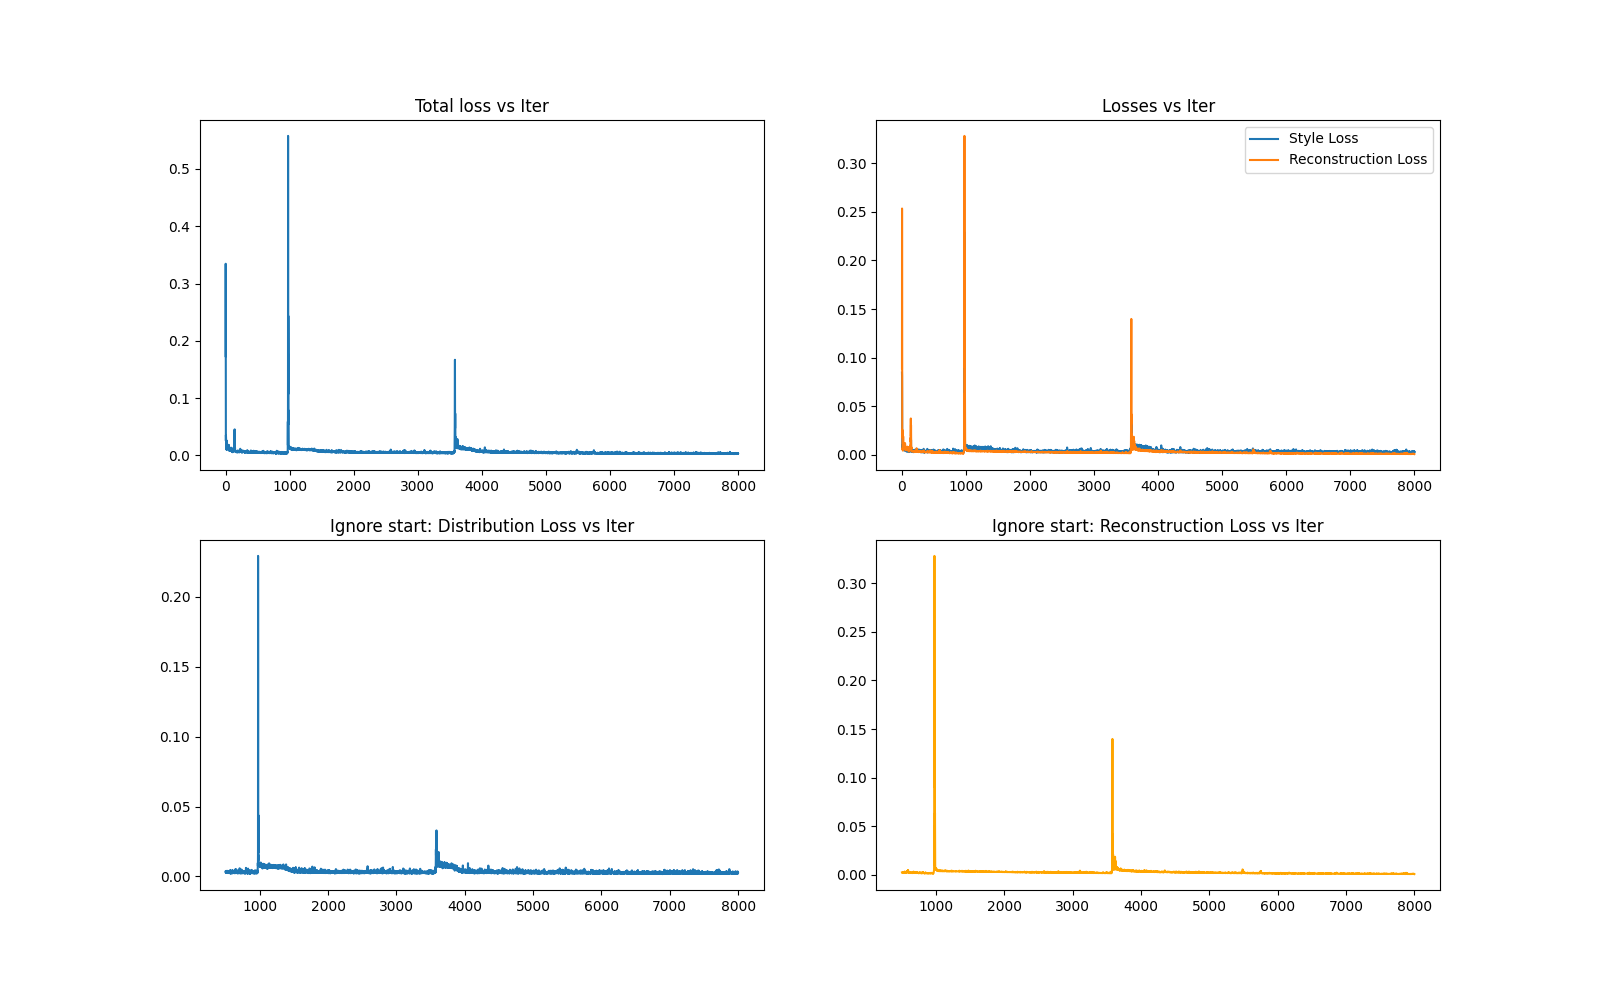 Total loss vs Iter
0.5
0.4
0.3
0.2
0.1
0.0
0 1000 2000 3000 4000 5000 6000 7000 8000
Losses vs Iter
Style Loss
Reconstruction Loss
0.30
0.25
0.20
0.15
0.10
0.05
0.00
0 1000 2000 3000 4000 5000 6000 7000 8000
Ignore start: Distribution Loss vs Iter
0.20
0.15
0.10
0.05
0.00
1000 2000 3000 4000 5000 6000 7000 8000
Ignore start: Reconstruction Loss vs Iter
0.30
0.25
0.20
0.15
0.10
0.05
0.00
1000 2000 3000 4000 5000 6000 7000 8000